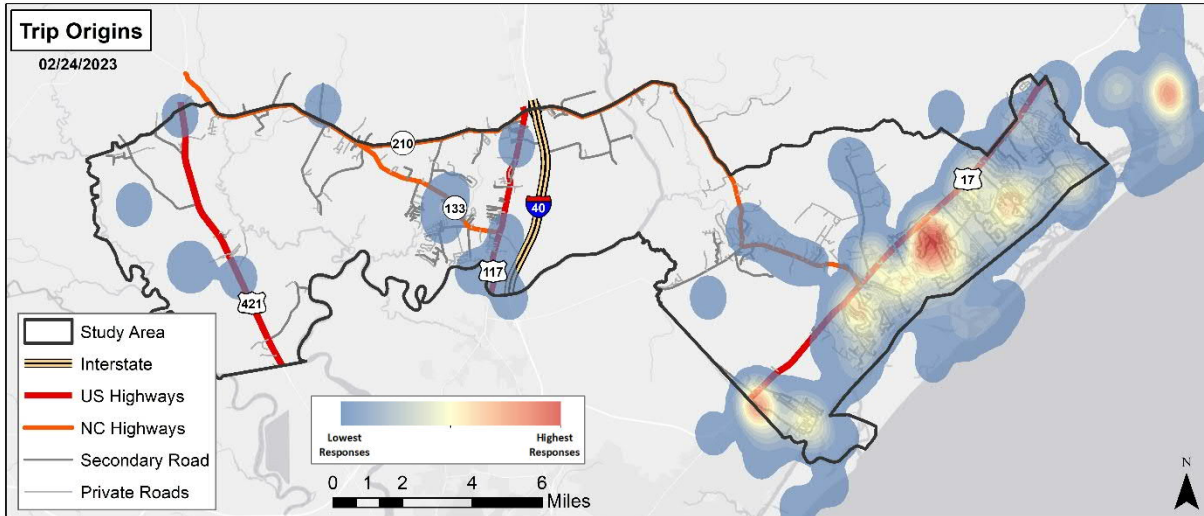 Trip Origins
02/24/2023
210
133
40
117
421
17
Study Area
Interstate
US Highways
NC Highways
Secondary Road
Private Roads
Lowest
Responses
Highest
Responses
0 1 2 4 6
Miles
N